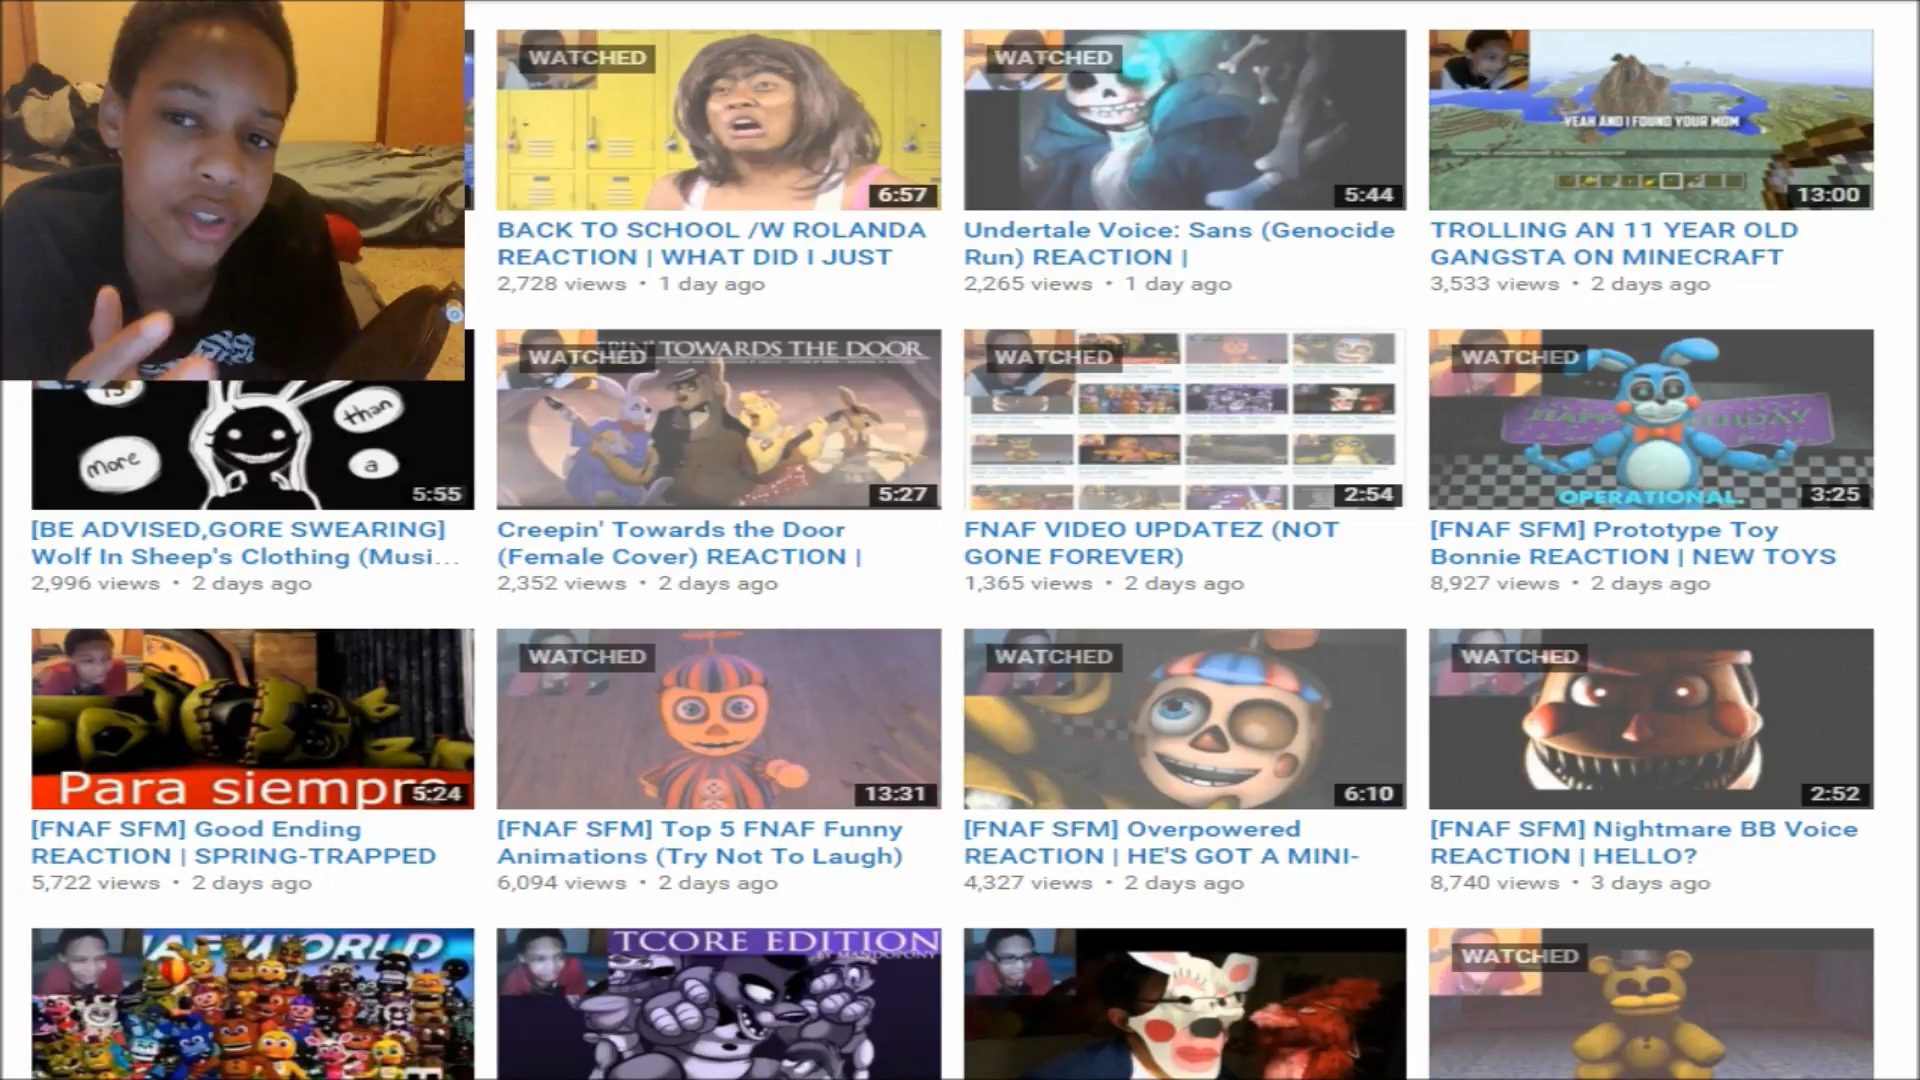 WATCHED
6:57
BACK TO SCHOOL /W ROLANDA
REACTION | WHAT DID I JUST
2,728 views • 1 day ago
WATCHED
5:44
Undertale Voice: Sans (Genocide
Run) REACTION |
2,265 views • 1 day ago
YEAH AND I FOUND YOUR MOM
13:00
TROLLING AN 11 YEAR OLD
GANGSTA ON MINECRAFT
3,533 views • 2 days ago
than
more
a
5:55
[BE ADVISED,GORE SWEARING]
Wolf In Sheep's Clothing (Musi...
2,996 views • 2 days ago
WATCHED
TOWARDS THE DOOR
5:27
Creepin' Towards the Door
(Female Cover) REACTION |
2,352 views • 2 days ago
WATCHED
2:54
FNAF VIDEO UPDATEZ (NOT
GONE FOREVER)
1,365 views • 2 days ago
WATCHED
OPERATIONAL.
3:25
[FNAF SFM] Prototype Toy
Bonnie REACTION | NEW TOYS
8,927 views • 2 days ago
Para siempre
5:24
[FNAF SFM] Good Ending
REACTION | SPRING-TRAPPED
5,722 views • 2 days ago
WATCHED
13:31
[FNAF SFM] Top 5 FNAF Funny
Animations (Try Not To Laugh)
6,094 views • 2 days ago
WATCHED
6:10
[FNAF SFM] Overpowered
REACTION | HE'S GOT A MINI-
4,327 views • 2 days ago
WATCHED
2:52
[FNAF SFM] Nightmare BB Voice
REACTION | HELLO?
8,740 views • 3 days ago
WORLD
TCORE EDITION
WATCHED